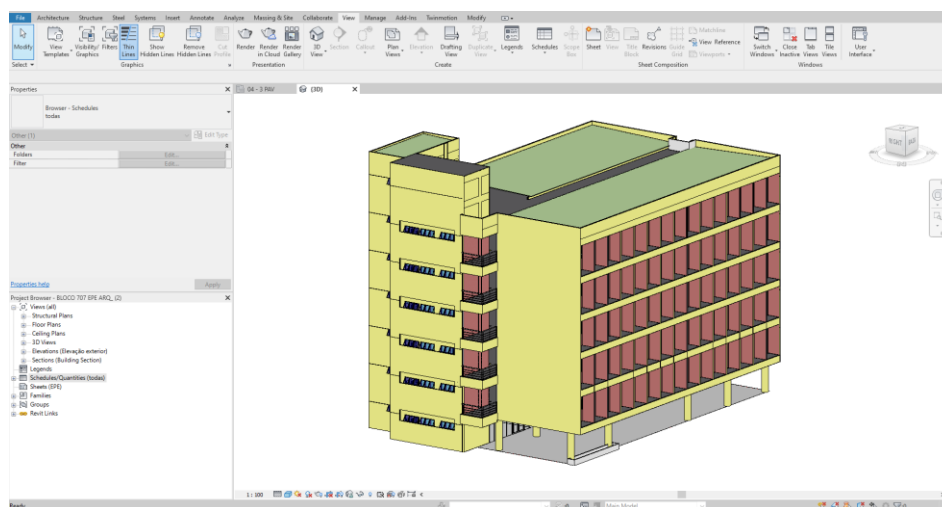 File Architecture Structure Steel Systems Insert Annotate Analyze Massing & Site Collaborate View Manage Add-Ins Twinmotion Modify
Modify View Templates Visibility/ Graphics Filters Thin Lines Show Hidden Lines Remove Hidden Lines Cut Profile Render Render in Cloud Render Gallery 3D View Section Callout Plan Views Elevation Drafting View Duplicate View Legends Schedules Scope Box Sheet View Title Block Revisions Guide Grid Matchline View Reference Viewports Switch Windows Close Inactive Tab Views Tile Views User Interface
Select Graphics Presentation Create Sheet Composition Windows
Properties
04 - 3 PAV {3D}
Browser - Schedules
todas
Other (1) Edit Type
Other
Folders Edit...
Filter Edit...
Properties help Apply
Project Browser - BLOCO 707 EPE ARQ_ (2)
Views (all)
Structural Plans
Floor Plans
Ceiling Plans
3D Views
Elevations (Elevação exterior)
Sections (Building Section)
Legends
Schedules/Quantities (todas)
Sheets (EPE)
Families
Groups
Revit Links
1 : 100
Ready
Main Model